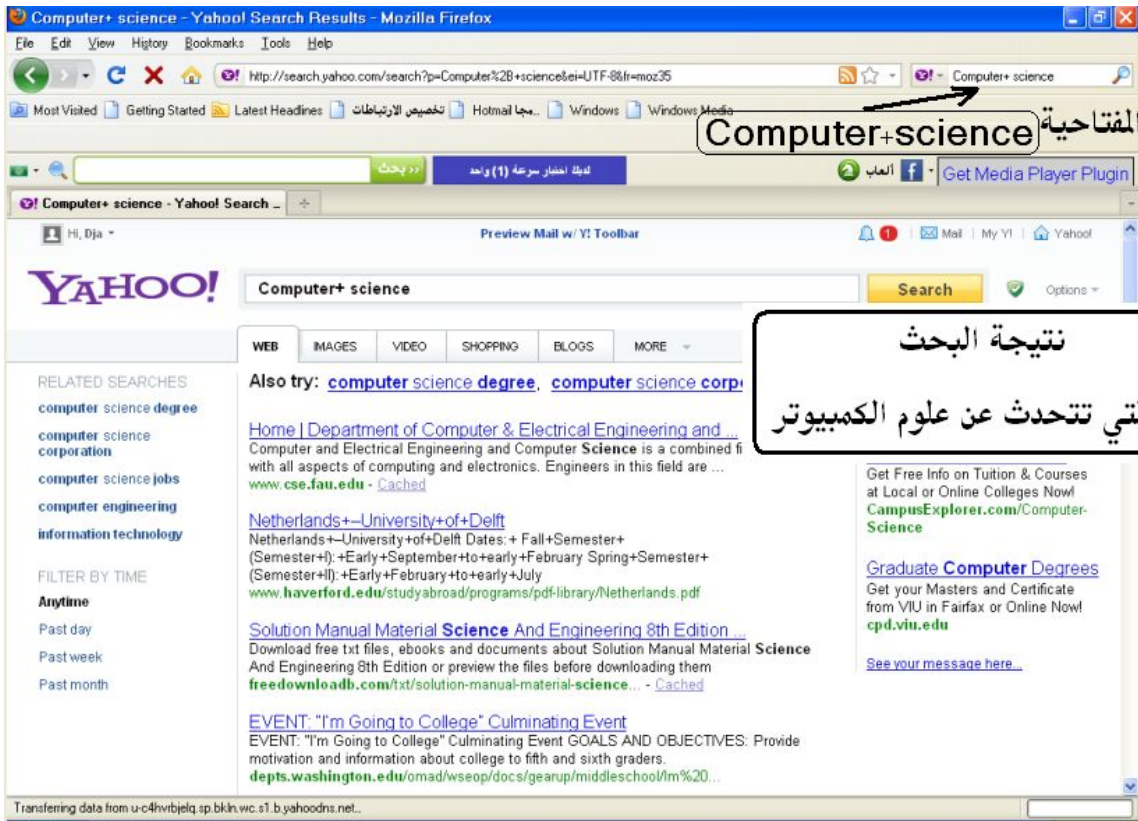 Computer+ science - Yahoo! Search Results - Mozilla Firefox
File Edit View History Bookmarks Tools Help
http://search.yahoo.com/search?p=Computer%2B+science&ei=UTF-8&fr=moz35
Computer+ science
Most Visited Getting Started Latest Headlines تخصيص الارتباطات Hotmail مجا... Windows Windows Media
المفتاحية
Computer+science
بحث
لديك اختبار سرعة (1) واحد
ألعاب
Get Media Player Plugin
Computer+ science - Yahoo! Search ...
Hi, Dja
Preview Mail w/ Y! Toolbar
1 Mail My Y! Yahoo!
YAHOO!
Computer+ science
Search
Options
WEB IMAGES VIDEO SHOPPING BLOGS MORE
نتيجة البحث
لتي تتحدث عن علوم الكمبيوتر
RELATED SEARCHES
computer science degree
computer science
corporation
computer science jobs
computer engineering
information technology
FILTER BY TIME
Anytime
Past day
Past week
Past month
Also try: computer science degree, computer science corp
Home | Department of Computer & Electrical Engineering and ...
Computer and Electrical Engineering and Computer Science is a combined fi
with all aspects of computing and electronics. Engineers in this field are ...
www.cse.fau.edu - Cached
Netherlands+–University+of+Delft
Netherlands+–University+of+Delft Dates: + Fall+Semester+
(Semester+I): +Early+September+to+early+February Spring+Semester+
(Semester+II): +Early+February+to+early+July
www.haverford.edu/studyabroad/programs/pdf-library/Netherlands.pdf
Solution Manual Material Science And Engineering 8th Edition ...
Download free txt files, ebooks and documents about Solution Manual Material Science
And Engineering 8th Edition or preview the files before downloading them
freedownloadb.com/txt/solution-manual-material-science... - Cached
EVENT: "I'm Going to College" Culminating Event
EVENT: "I'm Going to College" Culminating Event GOALS AND OBJECTIVES: Provide
motivation and information about college to fifth and sixth graders.
depts.washington.edu/omad/wseop/docs/gearup/middleschool/Im%20...
Get Free Info on Tuition & Courses
at Local or Online Colleges Now!
CampusExplorer.com/Computer-
Science
Graduate Computer Degrees
Get your Masters and Certificate
from VIU in Fairfax or Online Now!
cpd.viu.edu
See your message here...
Transferring data from u-c4hvrbjelq.sp.bkln.wc.s1.b.yahoodns.net...